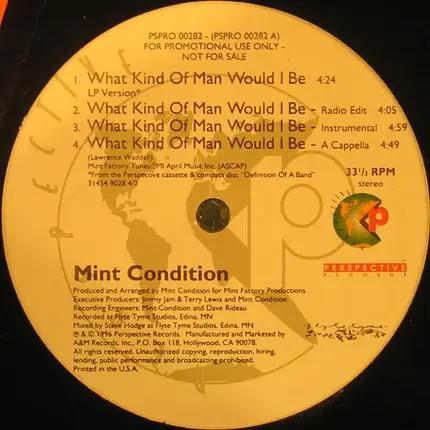 PSPRO 00282 - (PSPRO 00282 A)
FOR PROMOTIONAL USE ONLY -
NOT FOR SALE
1. What Kind Of Man Would I Be 4:24
LP Version*
2. What Kind Of Man Would I Be - Radio Edit 4:05
3. What Kind Of Man Would I Be - Instrumental 4:59
4. What Kind Of Man Would I Be - A Cappella 4:49
(Lawrence Waddell)
Mint Factory Tunes/EMI April Music Inc. (ASCAP)
*From the Perspective cassette & compact disc "Definition Of A Band"
31454 9028 4/2
33 1/3 RPM
stereo
PERSPECTIVE
RECORDS
Mint Condition
Produced and Arranged by Mint Condition for Mint Factory Productions
Executive Producers: Jimmy Jam & Terry Lewis and Mint Condition
Recording Engineers: Mint Condition and Dave Rideau
Recorded at Flyte Tyme Studios, Edina, MN
Mixed by Steve Hodge at Flyte Tyme Studios, Edina, MN
℗ & © 1996 Perspective Records. Manufactured and Marketed by
A&M Records, Inc., P.O. Box 118, Hollywood, CA 90078.
All rights reserved. Unauthorized copying, reproduction, hiring,
lending, public performance and broadcasting prohibited.
Printed in the U.S.A.